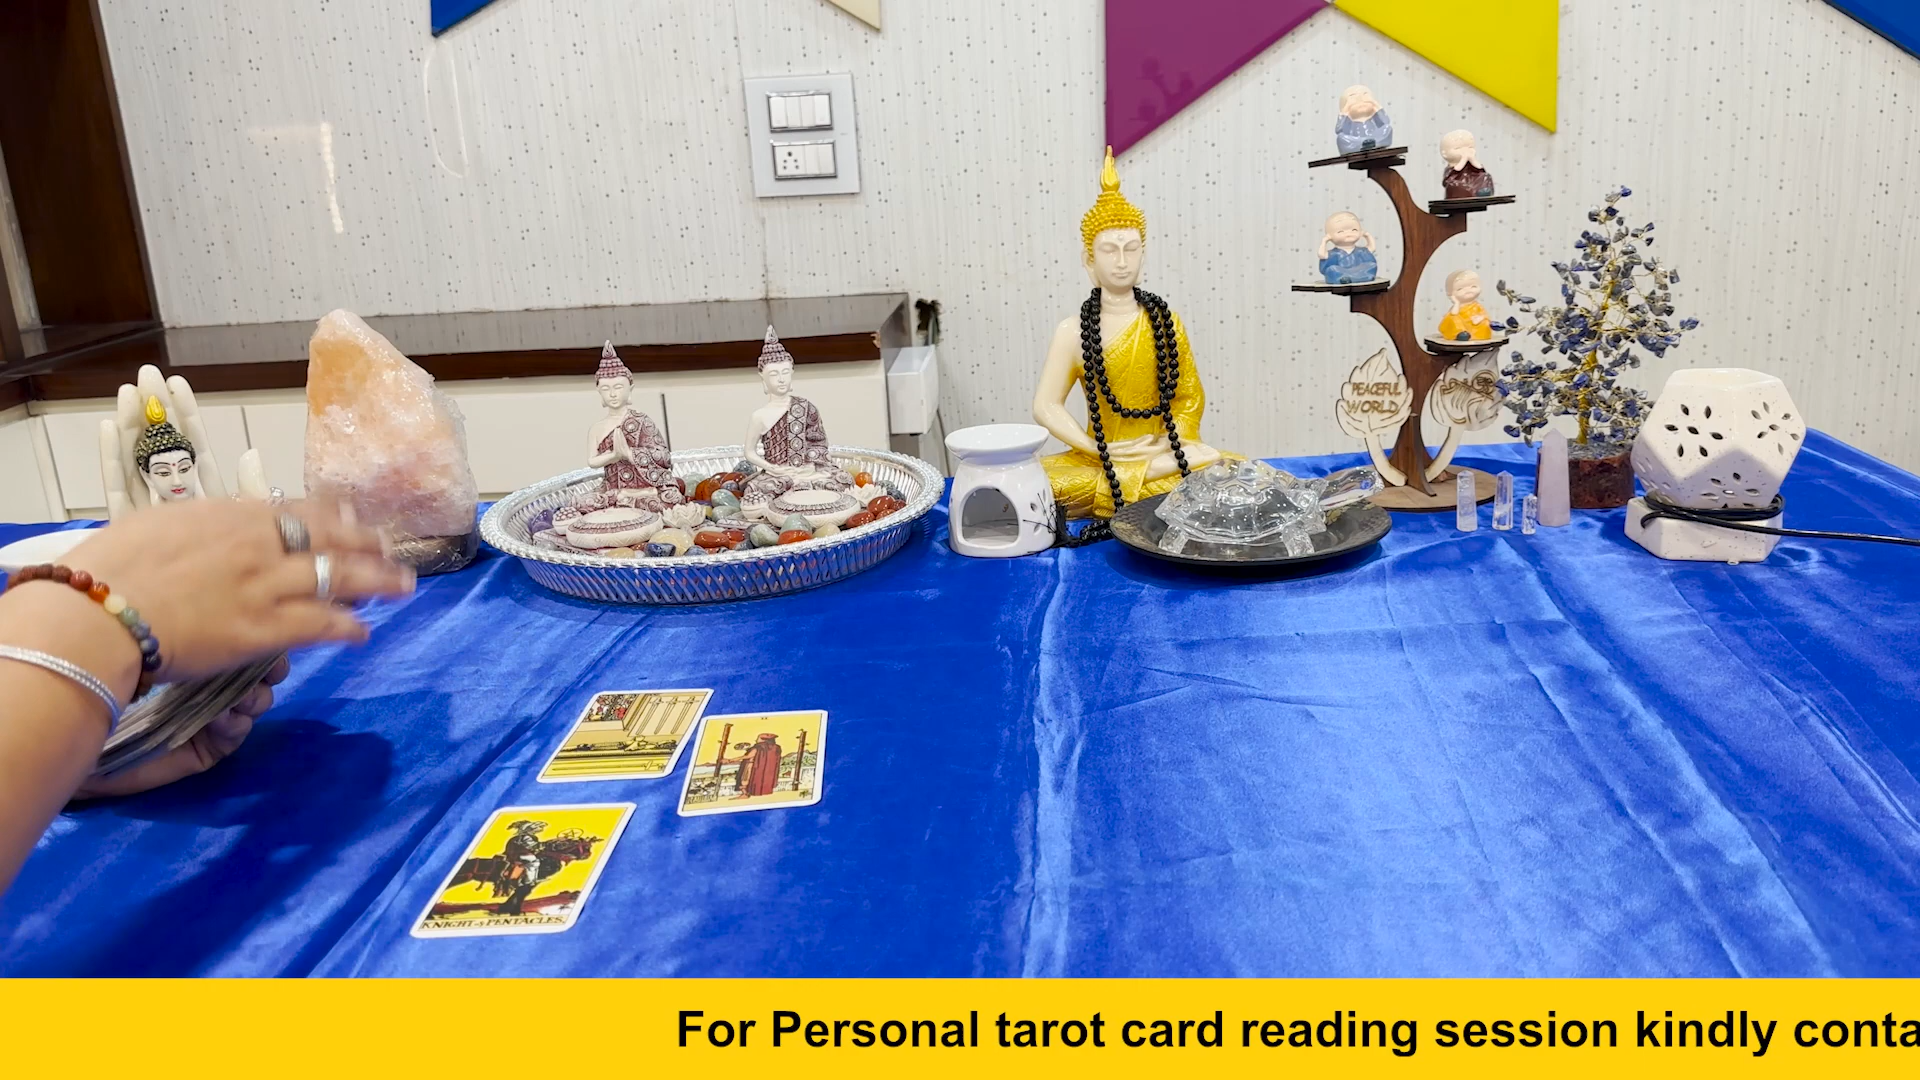 PEACEFUL
WORLD
KNIGHT of PENTACLES.
For Personal tarot card reading session kindly conta